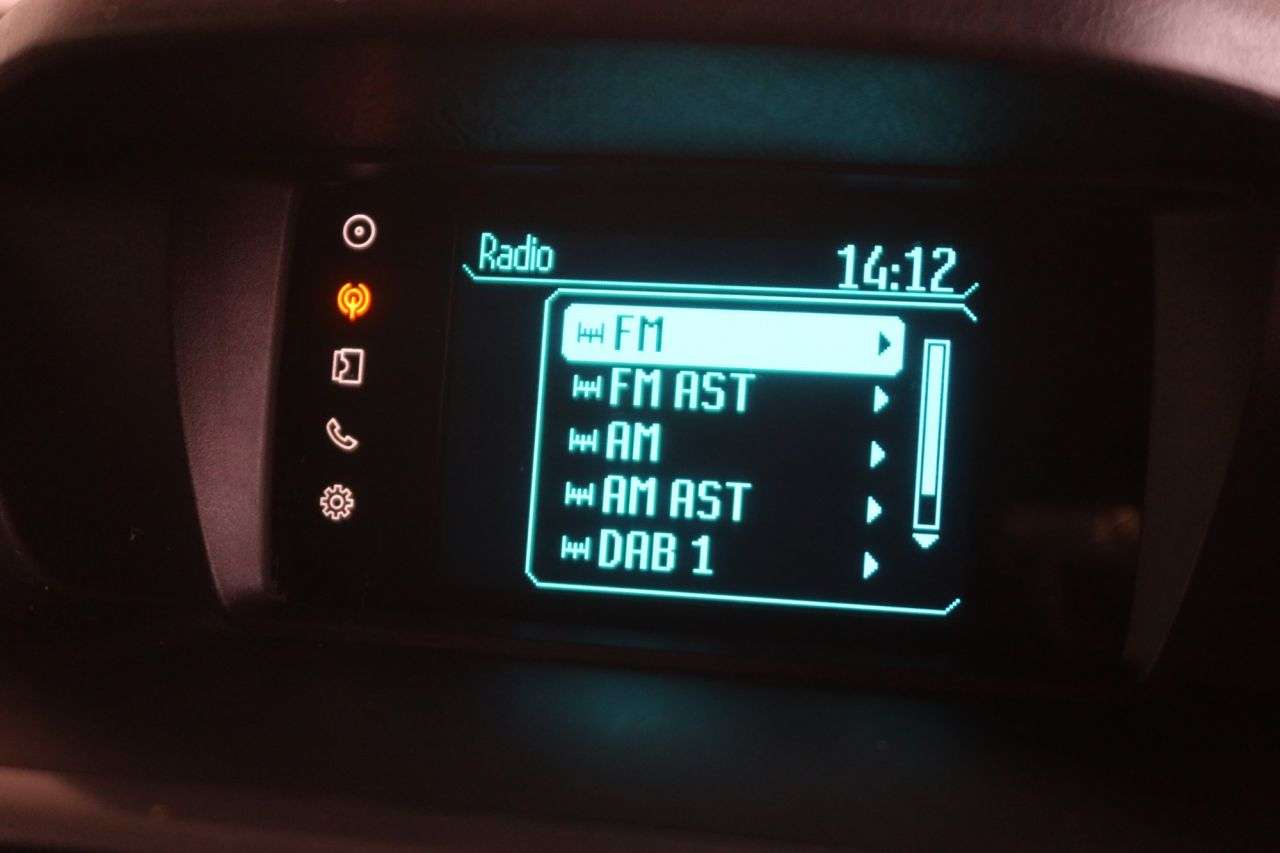 Radio 14:12
FM
FM AST
AM
AM AST
DAB 1